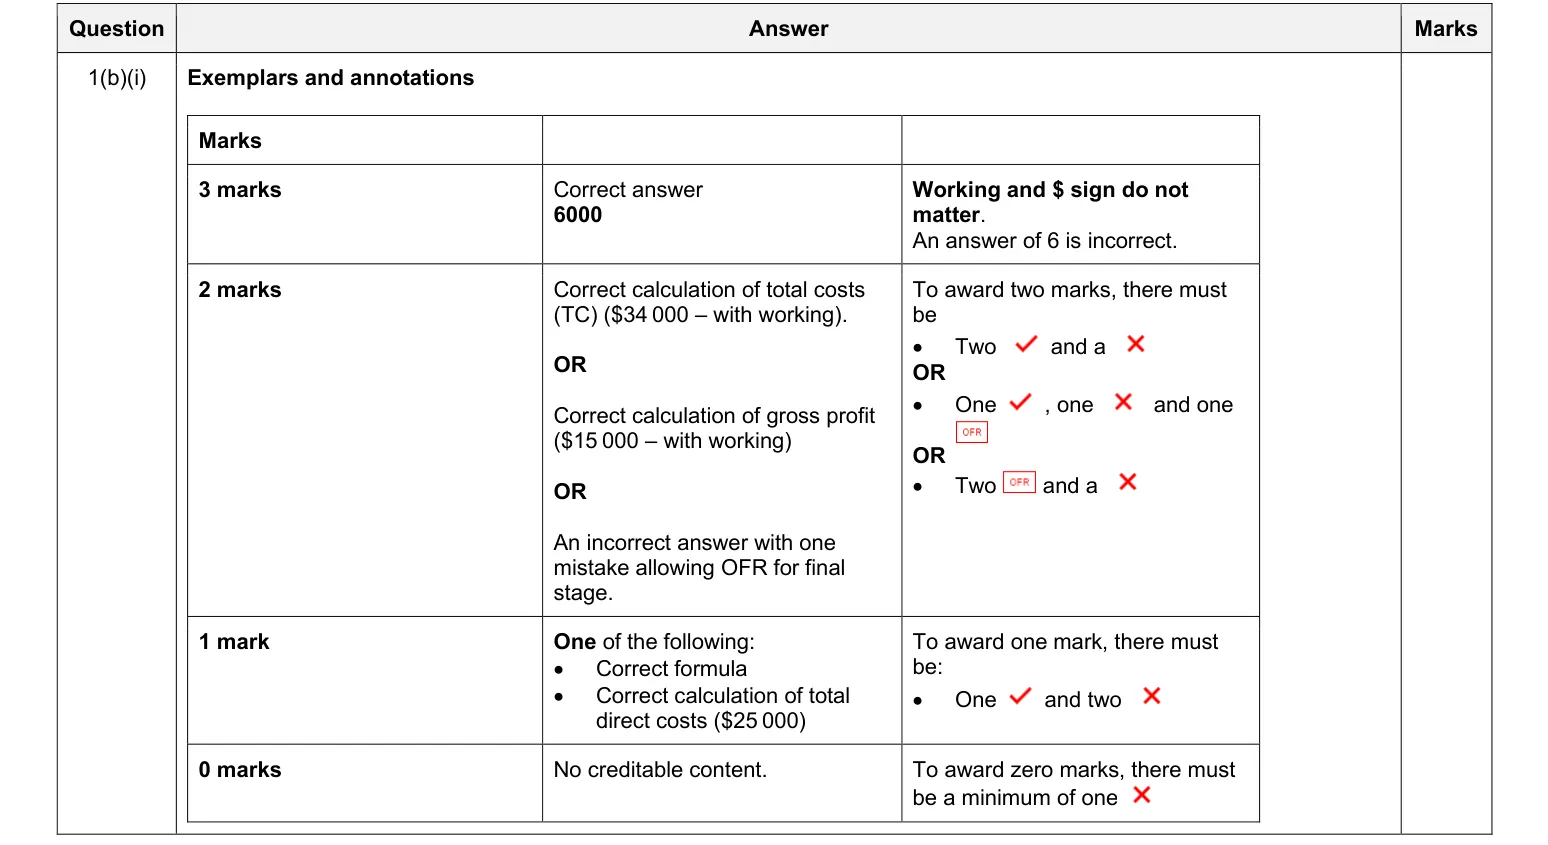 Question Answer Marks
1(b)(i) Exemplars and annotations
Marks
3 marks
Correct answer
6000
Working and $ sign do not
matter.
An answer of 6 is incorrect.
2 marks
Correct calculation of total costs
(TC) ($34 000 – with working).
OR
Correct calculation of gross profit
($15 000 – with working)
OR
An incorrect answer with one
mistake allowing OFR for final
stage.
To award two marks, there must
be
• Two ✓ and a ✗
OR
• One ✓ , one ✗ and one
OFR
OR
• Two OFR and a ✗
1 mark
One of the following:
• Correct formula
• Correct calculation of total
direct costs ($25 000)
To award one mark, there must
be:
• One ✓ and two ✗
0 marks
No creditable content.
To award zero marks, there must
be a minimum of one ✗